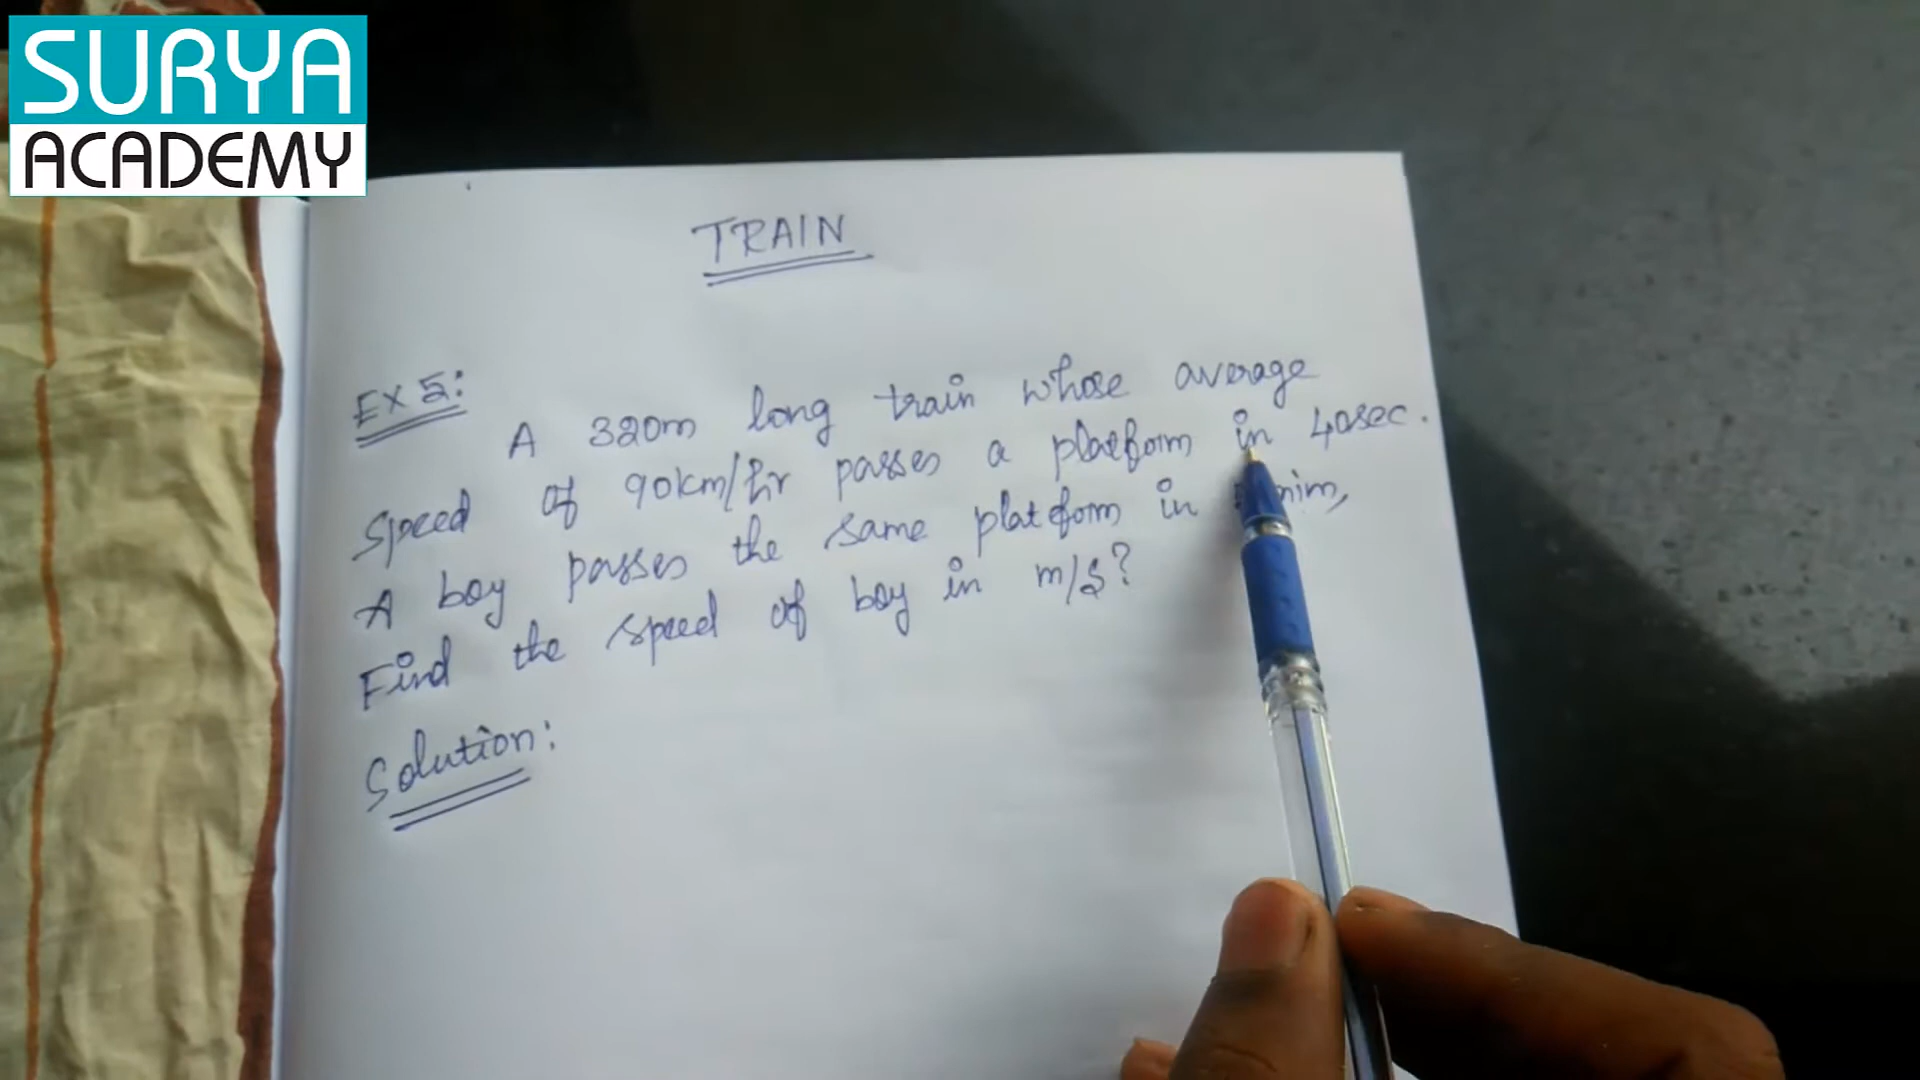 SURYA
ACADEMY
TRAIN
EX 5:
A 320m long train whose average
speed of 90km/hr passes a platform in 40sec.
A boy passes the same platform in
Find the speed of boy in m/s?
Solution: